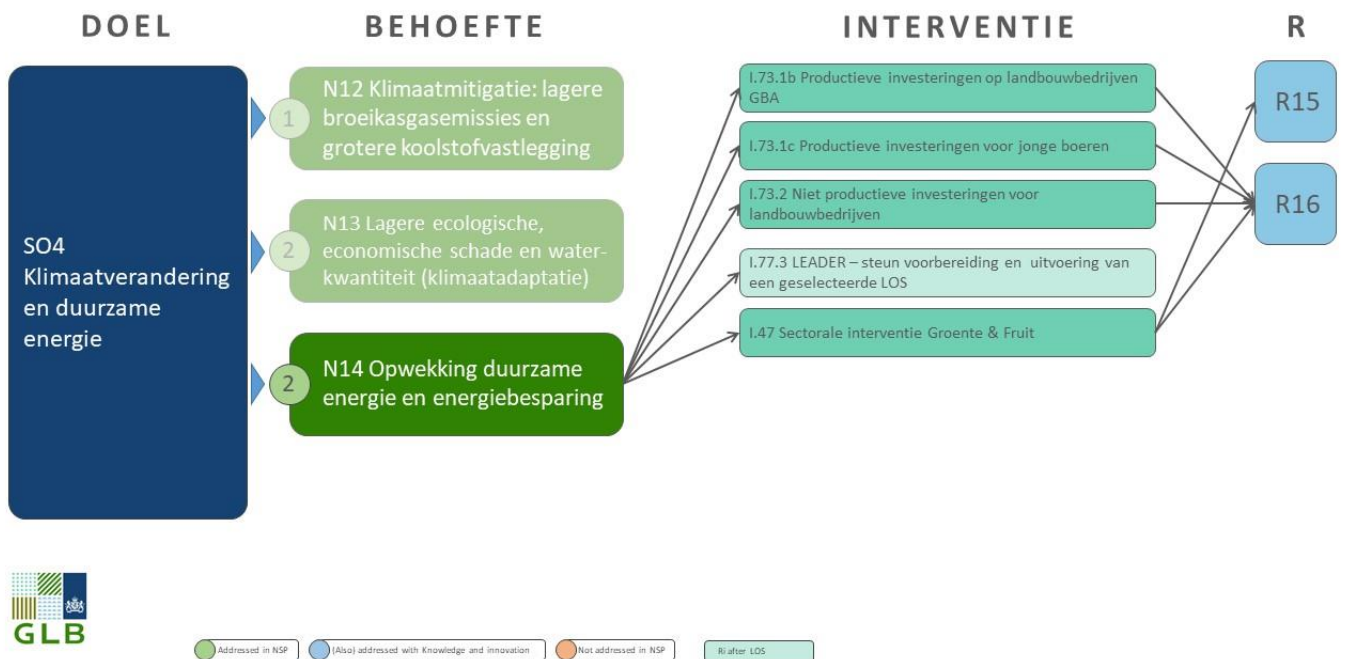 DOEL
BEHOEFTE
INTERVENTIE
R
SO4
Klimaatverandering
en duurzame
energie
1
N12 Klimaatmitigatie: lagere
broeikasgasemissies en
grotere koolstofvastlegging
2
N13 Lagere ecologische,
economische schade en water-
kwantiteit (klimaatadaptatie)
2
N14 Opwekking duurzame
energie en energiebesparing
I.73.1b Productieve investeringen op landbouwbedrijven
GBA
I.73.1c Productieve investeringen voor jonge boeren
I.73.2 Niet productieve investeringen voor
landbouwbedrijven
I.77.3 LEADER – steun voorbereiding en uitvoering van
een geselecteerde LOS
I.47 Sectorale interventie Groente & Fruit
R15
R16
GLB
Addressed in NSP
(Also) addressed with Knowledge and innovation
Not addressed in NSP
Ri after LOS